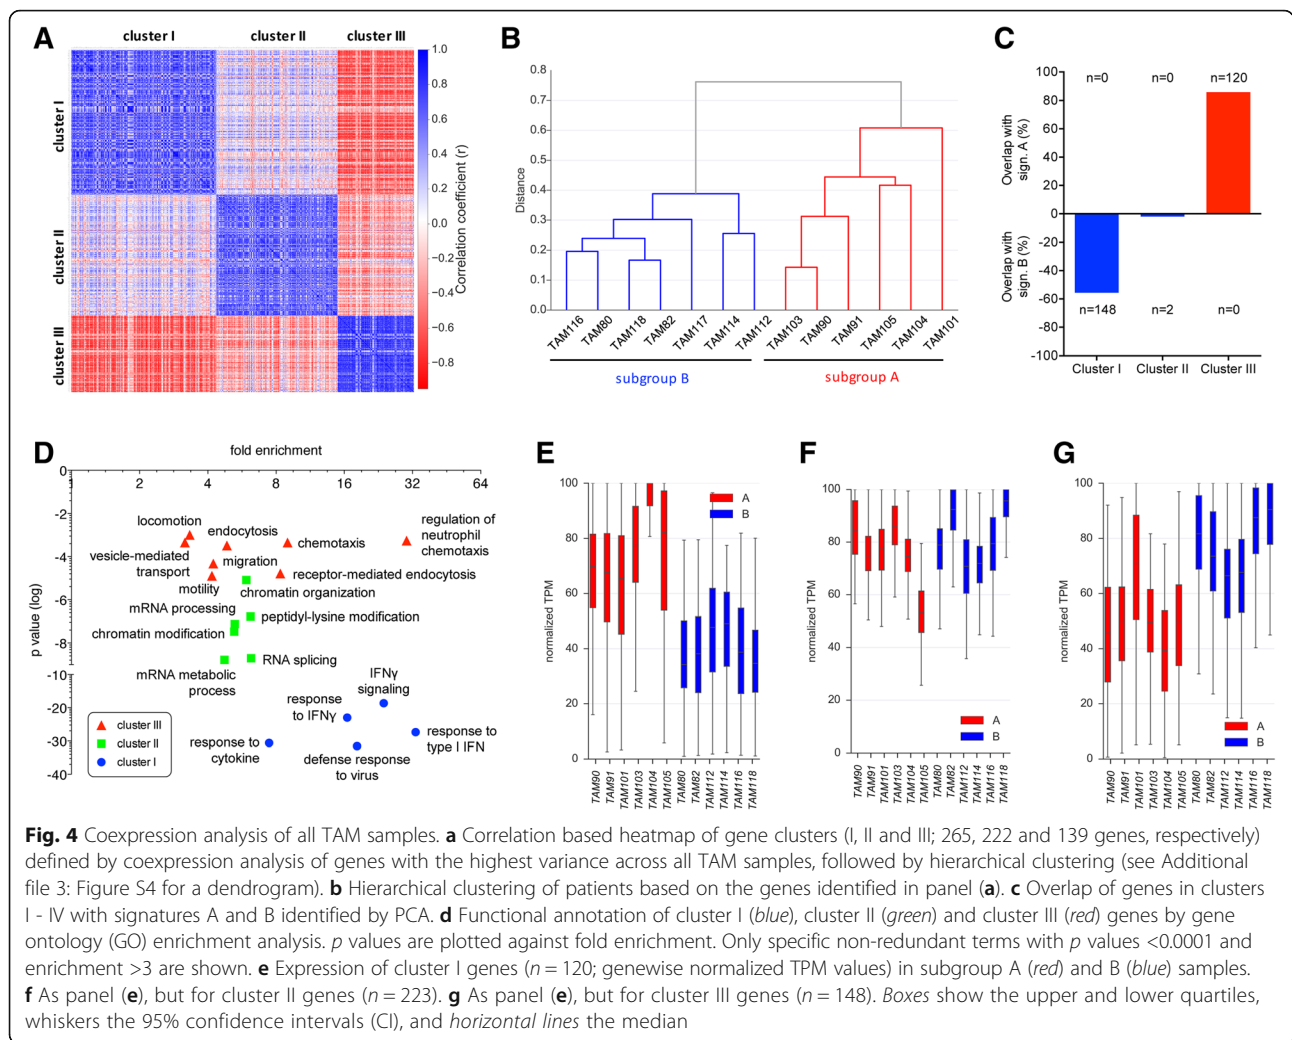 A
cluster I
cluster II
cluster III
cluster I
cluster II
cluster III
1.0
0.8
0.6
0.4
0.2
0.0
−0.2
−0.4
−0.6
−0.8
Correlation coefficient (r)
B
0.8
0.7
0.6
0.5
0.4
0.3
0.2
0.1
0.0
Distance
TAM116
TAM80
TAM118
TAM82
TAM117
TAM114
TAM112
TAM103
TAM90
TAM91
TAM105
TAM104
TAM101
subgroup B
subgroup A
C
100
80
60
40
20
0
-20
-40
-60
-80
-100
Overlap with
sign. A (%)
Overlap with
sign. B (%)
n=0
n=0
n=120
n=148
n=2
n=0
Cluster I
Cluster II
Cluster III
D
fold enrichment
2
4
8
16
32
64
0
-2
-4
-6
-8
-10
-20
-30
-40
p value (log)
locomotion
endocytosis
chemotaxis
regulation of
neutrophil
chemotaxis
vesicle-mediated
transport
migration
motility
receptor-mediated endocytosis
chromatin organization
mRNA processing
peptidyl-lysine modification
chromatin modification
RNA splicing
mRNA metabolic
process
IFNγ
signaling
response
to IFNγ
response to
type I IFN
response to
cytokine
defense response
to virus
cluster III
cluster II
cluster I
E
100
80
60
40
20
0
normalized TPM
A
B
TAM90
TAM91
TAM101
TAM103
TAM104
TAM105
TAM80
TAM82
TAM112
TAM114
TAM116
TAM118
F
100
80
60
40
20
0
normalized TPM
A
B
TAM90
TAM91
TAM101
TAM103
TAM104
TAM105
TAM80
TAM82
TAM112
TAM114
TAM116
TAM118
G
100
80
60
40
20
0
normalized TPM
A
B
TAM90
TAM91
TAM101
TAM103
TAM104
TAM105
TAM80
TAM82
TAM112
TAM114
TAM116
TAM118
Fig. 4 Coexpression analysis of all TAM samples. a Correlation based heatmap of gene clusters (I, II and III; 265, 222 and 139 genes, respectively)
defined by coexpression analysis of genes with the highest variance across all TAM samples, followed by hierarchical clustering (see Additional
file 3: Figure S4 for a dendrogram). b Hierarchical clustering of patients based on the genes identified in panel (a). c Overlap of genes in clusters
I - IV with signatures A and B identified by PCA. d Functional annotation of cluster I (blue), cluster II (green) and cluster III (red) genes by gene
ontology (GO) enrichment analysis. p values are plotted against fold enrichment. Only specific non-redundant terms with p values <0.0001 and
enrichment >3 are shown. e Expression of cluster I genes (n = 120; genewise normalized TPM values) in subgroup A (red) and B (blue) samples.
f As panel (e), but for cluster II genes (n = 223). g As panel (e), but for cluster III genes (n = 148). Boxes show the upper and lower quartiles,
whiskers the 95% confidence intervals (CI), and horizontal lines the median